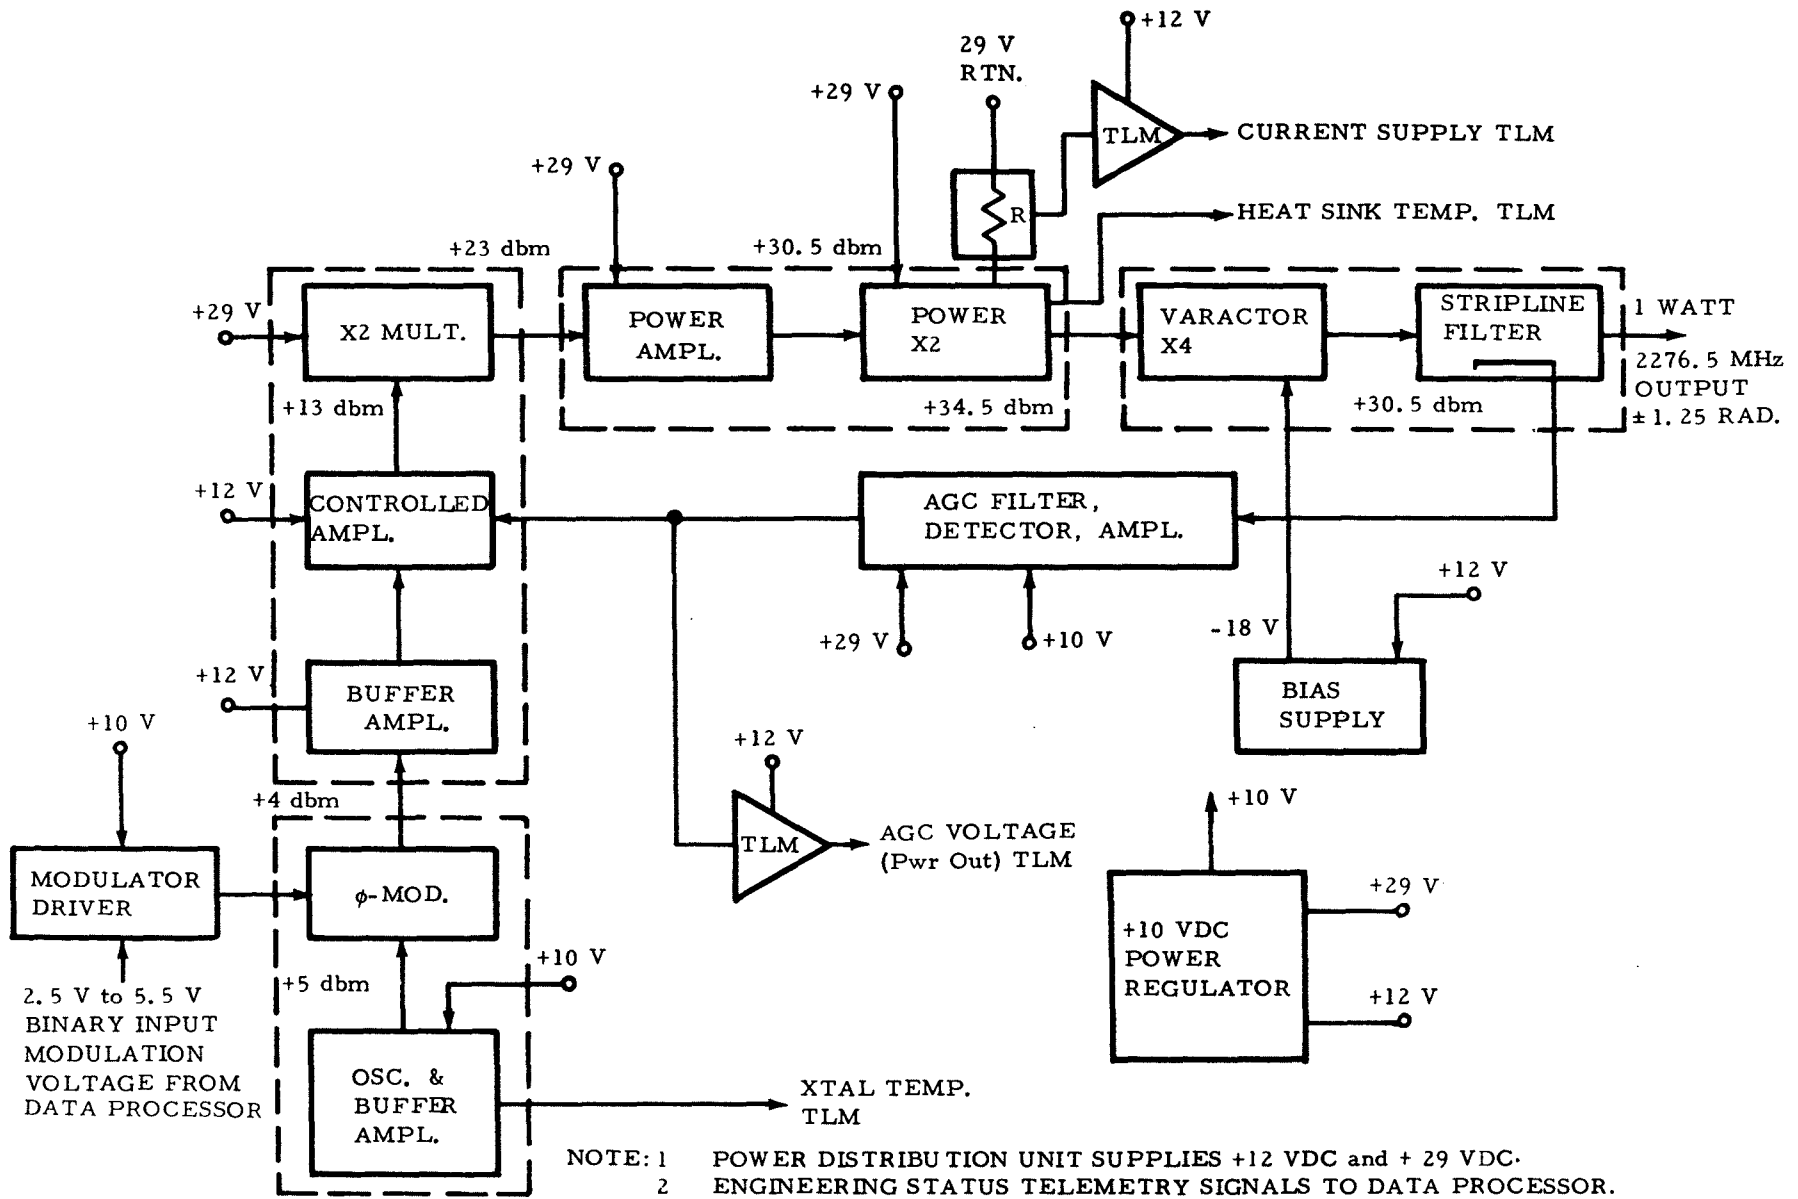 +12 V
29 V
RTN.
+29 V
TLM
CURRENT SUPPLY TLM
+29 V
R
HEAT SINK TEMP. TLM
+23 dbm
+30.5 dbm
+29 V
X2 MULT.
POWER
AMPL.
POWER
X2
VARACTOR
X4
STRIPLINE
FILTER
1 WATT
2276.5 MHz
OUTPUT
± 1.25 RAD.
+13 dbm
+34.5 dbm
+30.5 dbm
+12 V
CONTROLLED
AMPL.
AGC FILTER,
DETECTOR, AMPL.
+29 V
+10 V
-18 V
+12 V
+12 V
BUFFER
AMPL.
BIAS
SUPPLY
+10 V
+12 V
+4 dbm
+10 V
TLM
AGC VOLTAGE
(Pwr Out) TLM
MODULATOR
DRIVER
φ-MOD.
+10 VDC
POWER
REGULATOR
+29 V
+12 V
+10 V
+5 dbm
2.5 V to 5.5 V
BINARY INPUT
MODULATION
VOLTAGE FROM
DATA PROCESSOR
OSC. &
BUFFER
AMPL.
XTAL TEMP.
TLM
NOTE: 1 POWER DISTRIBUTION UNIT SUPPLIES +12 VDC and + 29 VDC.
2 ENGINEERING STATUS TELEMETRY SIGNALS TO DATA PROCESSOR.